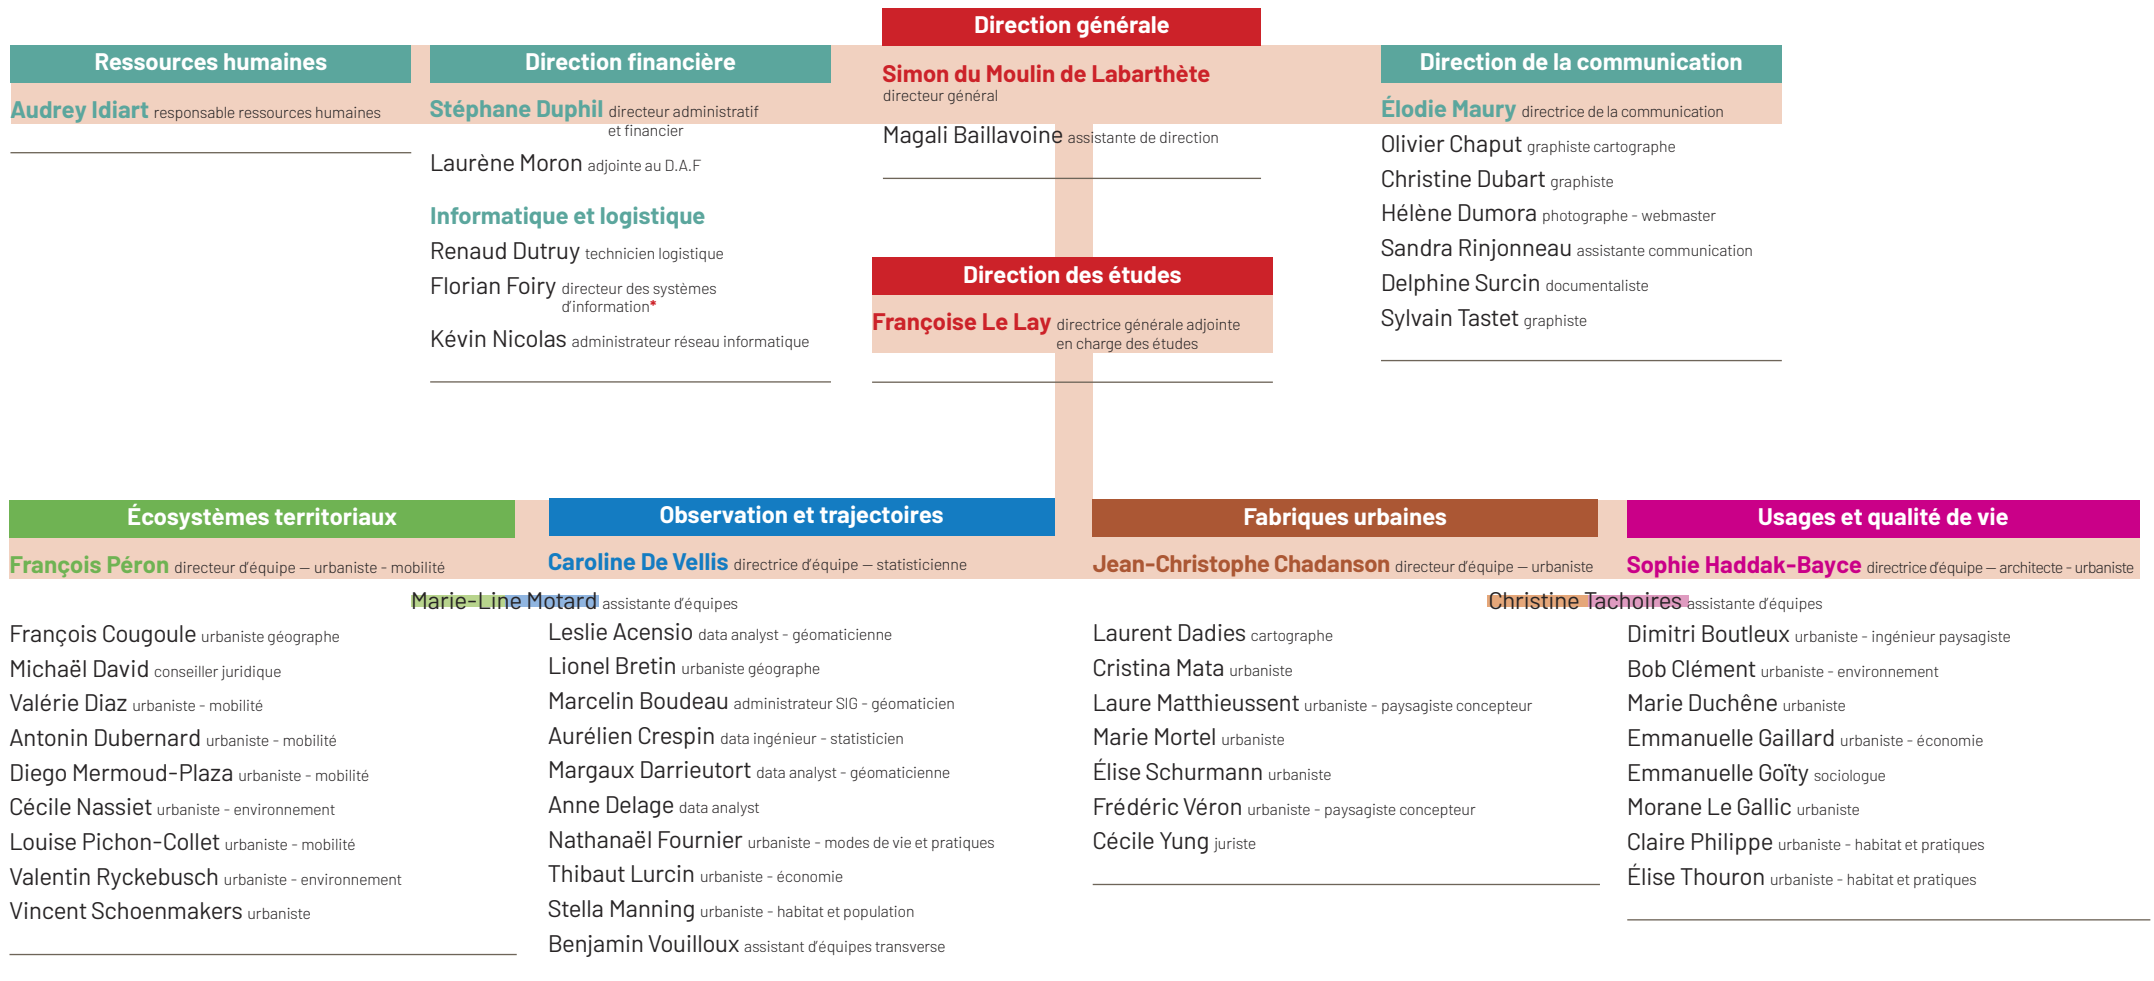 Direction générale
Simon du Moulin de Labarthète
directeur général
Magali Baillavoine assistante de direction
Ressources humaines
Audrey Idiart responsable ressources humaines
Direction financière
Stéphane Duphil directeur administratif
et financier
Laurène Moron adjointe au D.A.F
Informatique et logistique
Renaud Dutruy technicien logistique
Florian Foiry directeur des systèmes
d'information*
Kévin Nicolas administrateur réseau informatique
Direction de la communication
Élodie Maury directrice de la communication
Olivier Chaput graphiste cartographe
Christine Dubart graphiste
Hélène Dumora photographe - webmaster
Sandra Rinjonneau assistante communication
Delphine Surcin documentaliste
Sylvain Tastet graphiste
Direction des études
Françoise Le Lay directrice générale adjointe
en charge des études
Écosystèmes territoriaux
François Péron directeur d'équipe – urbaniste - mobilité
Marie-Line Motard assistante d'équipes
François Cougoule urbaniste géographe
Michaël David conseiller juridique
Valérie Diaz urbaniste - mobilité
Antonin Dubernard urbaniste - mobilité
Diego Mermoud-Plaza urbaniste - mobilité
Cécile Nassiet urbaniste - environnement
Louise Pichon-Collet urbaniste - mobilité
Valentin Ryckebusch urbaniste - environnement
Vincent Schoenmakers urbaniste
Observation et trajectoires
Caroline De Vellis directrice d'équipe – statisticienne
Leslie Acensio data analyst - géomaticienne
Lionel Bretin urbaniste géographe
Marcelin Boudeau administrateur SIG - géomaticien
Aurélien Crespin data ingénieur - statisticien
Margaux Darrieutort data analyst - géomaticienne
Anne Delage data analyst
Nathanaël Fournier urbaniste - modes de vie et pratiques
Thibaut Lurcin urbaniste - économie
Stella Manning urbaniste - habitat et population
Benjamin Vouilloux assistant d'équipes transverse
Fabriques urbaines
Jean-Christophe Chadanson directeur d'équipe – urbaniste
Christine Tachoires assistante d'équipes
Laurent Dadies cartographe
Cristina Mata urbaniste
Laure Matthieussent urbaniste - paysagiste concepteur
Marie Mortel urbaniste
Élise Schurmann urbaniste
Frédéric Véron urbaniste - paysagiste concepteur
Cécile Yung juriste
Usages et qualité de vie
Sophie Haddak-Bayce directrice d'équipe – architecte - urbaniste
Dimitri Boutleux urbaniste - ingénieur paysagiste
Bob Clément urbaniste - environnement
Marie Duchêne urbaniste
Emmanuelle Gaillard urbaniste - économie
Emmanuelle Goïty sociologue
Morane Le Gallic urbaniste
Claire Philippe urbaniste - habitat et pratiques
Élise Thouron urbaniste - habitat et pratiques